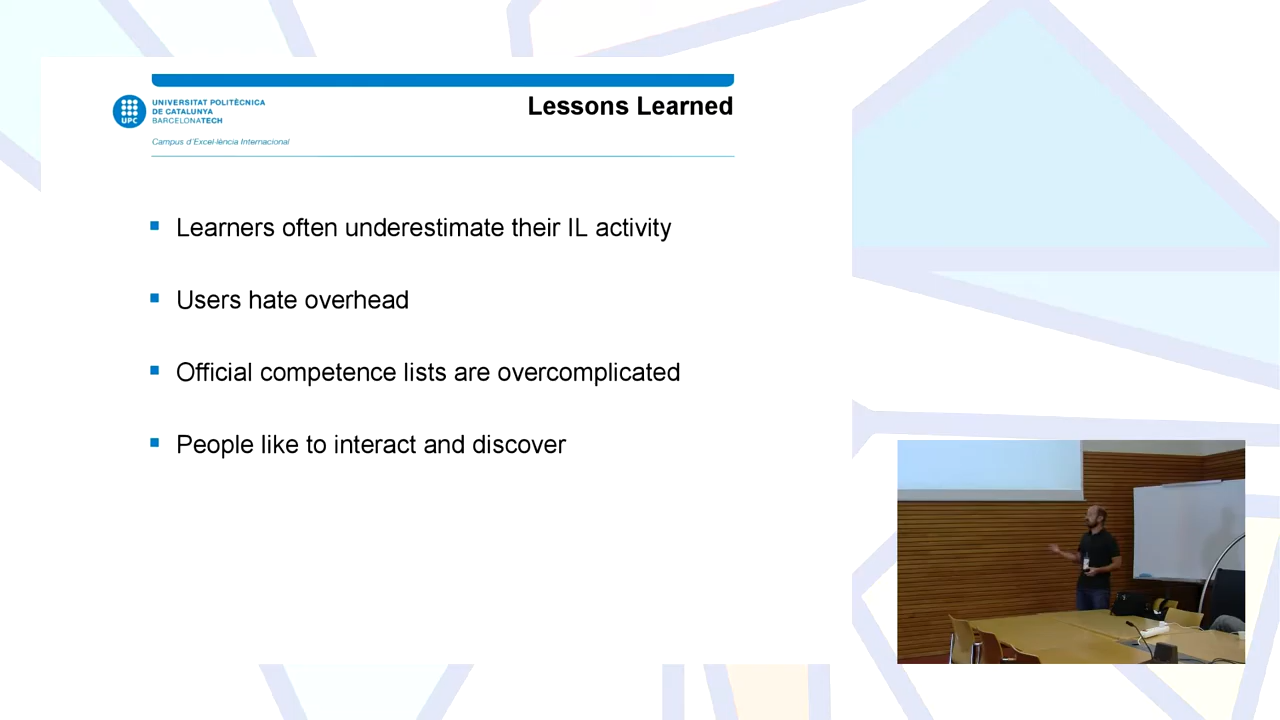 UNIVERSITAT POLITÈCNICA
DE CATALUNYA
BARCELONATECH
UPC
Campus d'Excel·lència Internacional
Lessons Learned
Learners often underestimate their IL activity
Users hate overhead
Official competence lists are overcomplicated
People like to interact and discover